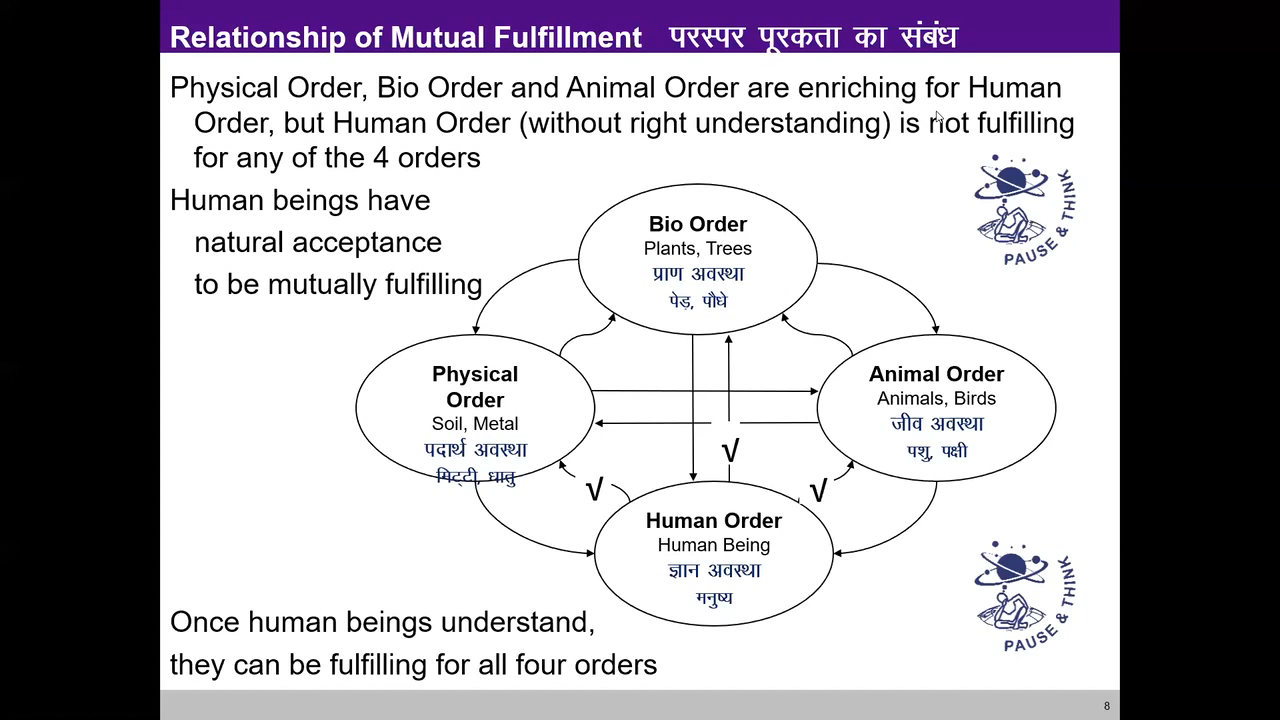 Relationship of Mutual Fulfillment परस्पर पूरकता का संबंध
Physical Order, Bio Order and Animal Order are enriching for Human
Order, but Human Order (without right understanding) is not fulfilling
for any of the 4 orders
Human beings have
natural acceptance
to be mutually fulfilling
PAUSE & THINK
Bio Order
Plants, Trees
प्राण अवस्था
पेड़, पौधे
Physical
Order
Soil, Metal
पदार्थ अवस्था
मिट्टी, धातु
Animal Order
Animals, Birds
जीव अवस्था
पशु, पक्षी
√
√
√
Human Order
Human Being
ज्ञान अवस्था
मनुष्य
PAUSE & THINK
Once human beings understand,
they can be fulfilling for all four orders
8